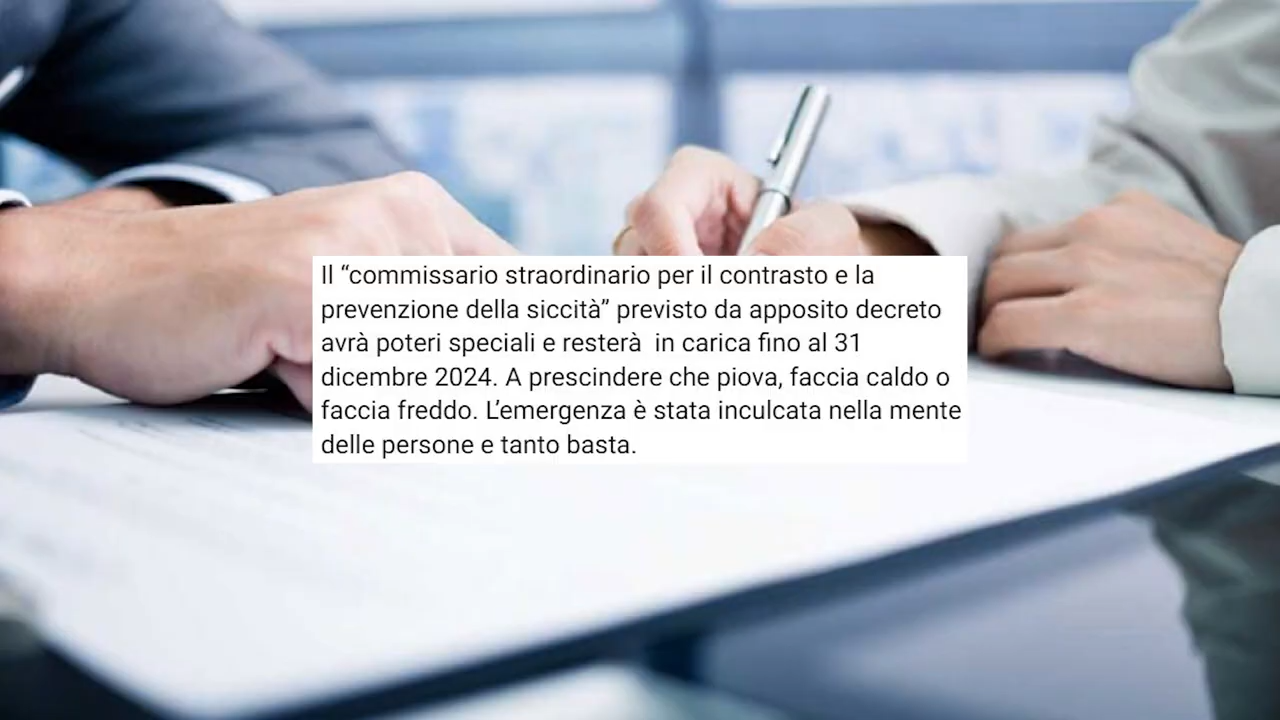 Il “commissario straordinario per il contrasto e la
prevenzione della siccità” previsto da apposito decreto
avrà poteri speciali e resterà  in carica fino al 31
dicembre 2024. A prescindere che piova, faccia caldo o
faccia freddo. L’emergenza è stata inculcata nella mente
delle persone e tanto basta.